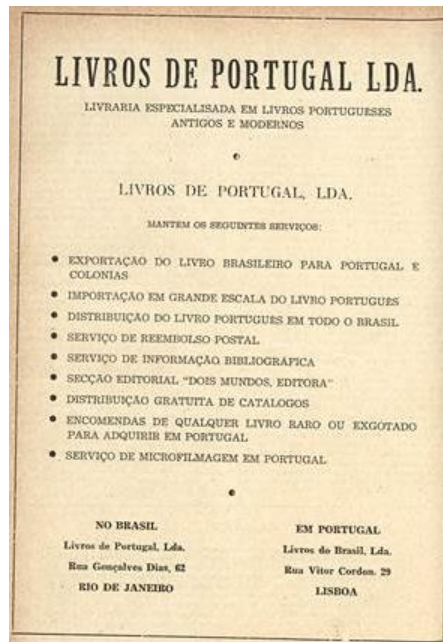 LIVROS DE PORTUGAL LDA.
LIVRARIA ESPECIALISADA EM LIVROS PORTUGUESES
ANTIGOS E MODERNOS
LIVROS DE PORTUGAL, LDA.
MANTEM OS SEGUINTES SERVIÇOS:
• EXPORTAÇÃO DO LIVRO BRASILEIRO PARA PORTUGAL E
COLONIAS
• IMPORTAÇÃO EM GRANDE ESCALA DO LIVRO PORTUGUÊS
• DISTRIBUIÇÃO DO LIVRO PORTUGUÊS EM TODO O BRASIL
• SERVIÇO DE REEMBOLSO POSTAL
• SERVIÇO DE INFORMAÇÃO BIBLIOGRÁFICA
• SECÇÃO EDITORIAL "DOIS MUNDOS, EDITORA"
• DISTRIBUIÇÃO GRATUITA DE CATALOGOS
• ENCOMENDAS DE QUALQUER LIVRO RARO OU EXGOTADO
PARA ADQUIRIR EM PORTUGAL
• SERVIÇO DE MICROFILMAGEM EM PORTUGAL
NO BRASIL
Livros de Portugal, Lda.
Rua Gonçalves Dias, 62
RIO DE JANEIRO
EM PORTUGAL
Livros do Brasil, Lda.
Rua Vitor Cordon, 29
LISBOA